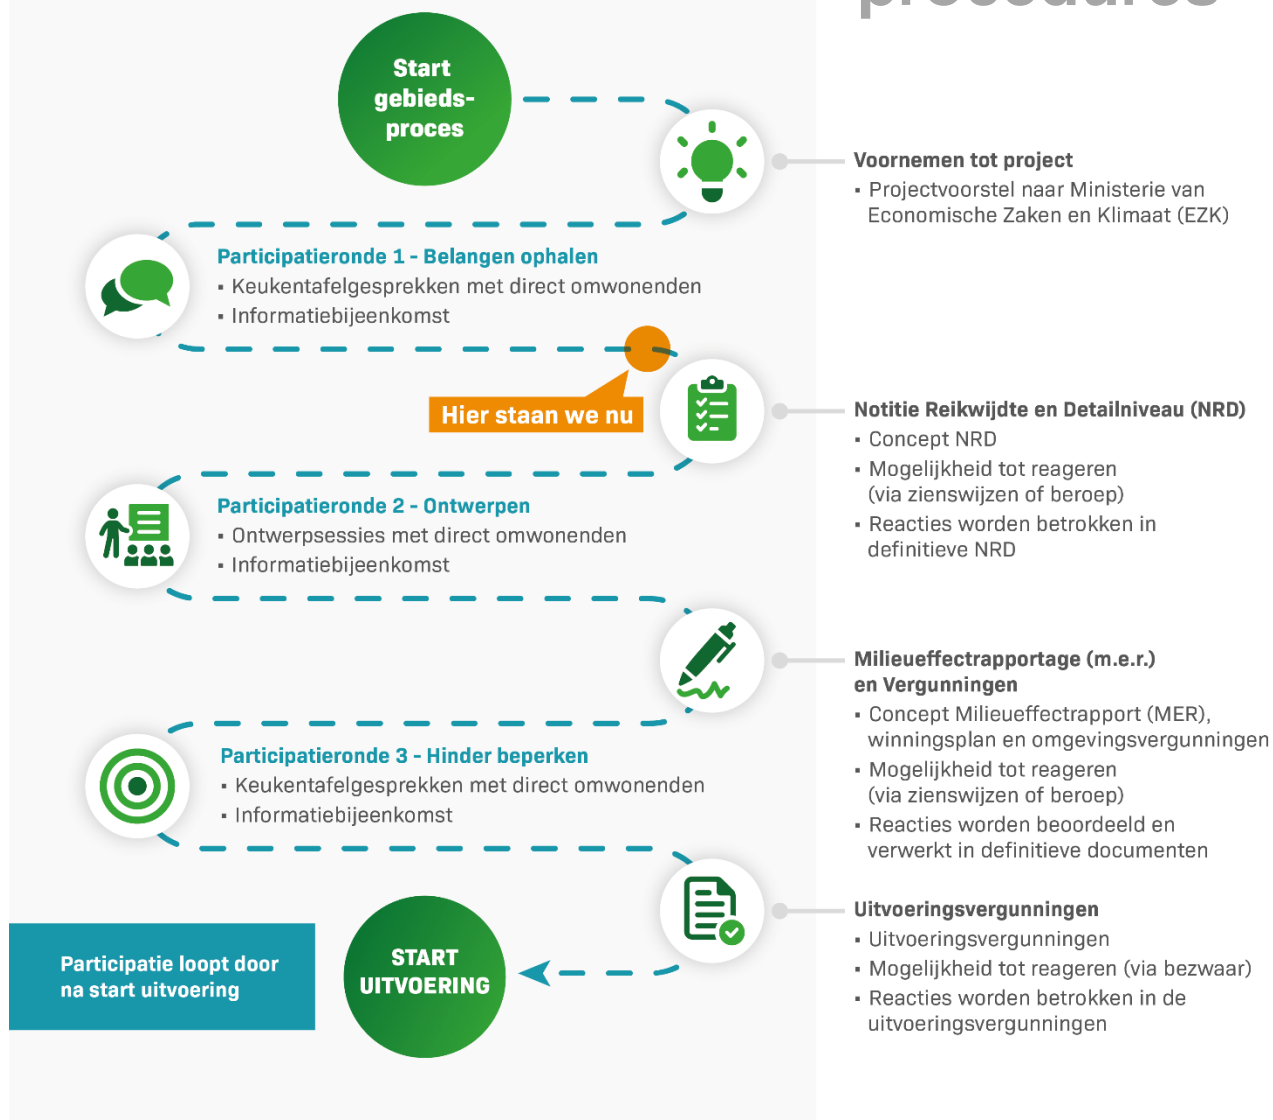 procedures
Start
gebieds-
proces
Voornemen tot project
▪ Projectvoorstel naar Ministerie van
Economische Zaken en Klimaat (EZK)
Participatieronde 1 - Belangen ophalen
▪ Keukentafelgesprekken met direct omwonenden
▪ Informatiebijeenkomst
Hier staan we nu
Notitie Reikwijdte en Detailniveau (NRD)
▪ Concept NRD
▪ Mogelijkheid tot reageren
(via zienswijzen of beroep)
▪ Reacties worden betrokken in
definitieve NRD
Participatieronde 2 - Ontwerpen
▪ Ontwerpsessies met direct omwonenden
▪ Informatiebijeenkomst
Milieueffectrapportage (m.e.r.)
en Vergunningen
▪ Concept Milieueffectrapport (MER),
winningsplan en omgevingsvergunningen
▪ Mogelijkheid tot reageren
(via zienswijzen of beroep)
▪ Reacties worden beoordeeld en
verwerkt in definitieve documenten
Participatieronde 3 - Hinder beperken
▪ Keukentafelgesprekken met direct omwonenden
▪ Informatiebijeenkomst
Uitvoeringsvergunningen
▪ Uitvoeringsvergunningen
▪ Mogelijkheid tot reageren (via bezwaar)
▪ Reacties worden betrokken in de
uitvoeringsvergunningen
START
UITVOERING
Participatie loopt door
na start uitvoering